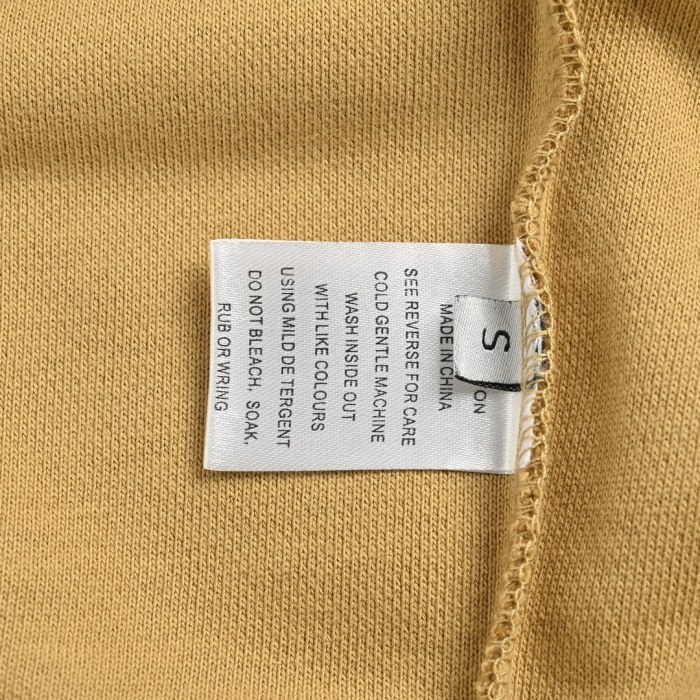 S
ON
MADE IN CHINA
SEE REVERSE FOR CARE
COLD GENTLE MACHINE
WASH INSIDE OUT
WITH LIKE COLOURS
USING MILD DE TERGENT
DO NOT BLEACH, SOAK,
RUB OR WRING